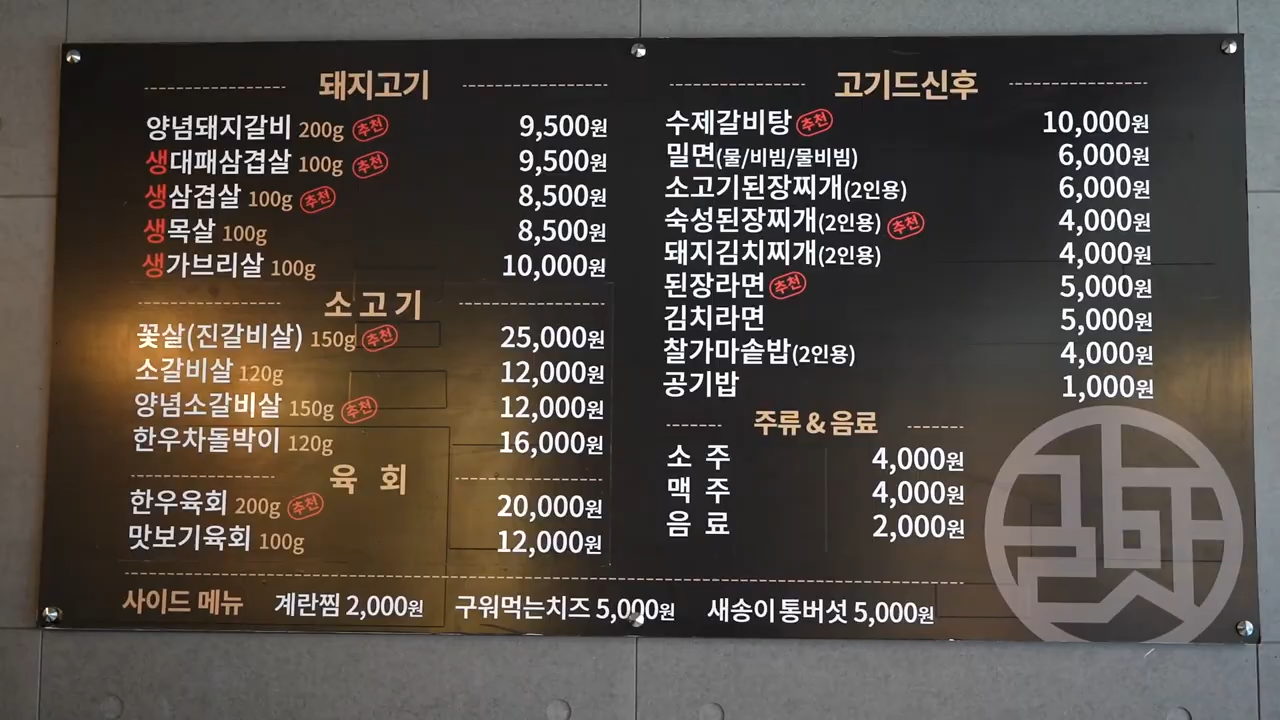 돼지고기
양념돼지갈비 200g 추천 9,500원
생대패삼겹살 100g 추천 9,500원
생삼겹살 100g 추천 8,500원
생목살 100g 8,500원
생가브리살 100g 10,000원
소고기
꽃살(진갈비살) 150g 추천 25,000원
소갈비살 120g 12,000원
양념소갈비살 150g 추천 12,000원
한우차돌박이 120g 16,000원
육 회
한우육회 200g 추천 20,000원
맛보기육회 100g 12,000원
고기드신후
수제갈비탕 추천 10,000원
밀면(물/비빔/물비빔) 6,000원
소고기된장찌개(2인용) 6,000원
숙성된장찌개(2인용) 추천 4,000원
돼지김치찌개(2인용) 4,000원
된장라면 추천 5,000원
김치라면 5,000원
찰가마솥밥(2인용) 4,000원
공기밥 1,000원
주류 & 음료
소 주 4,000원
맥 주 4,000원
음 료 2,000원
사이드 메뉴 계란찜 2,000원 구워먹는치즈 5,000원 새송이통버섯 5,000원